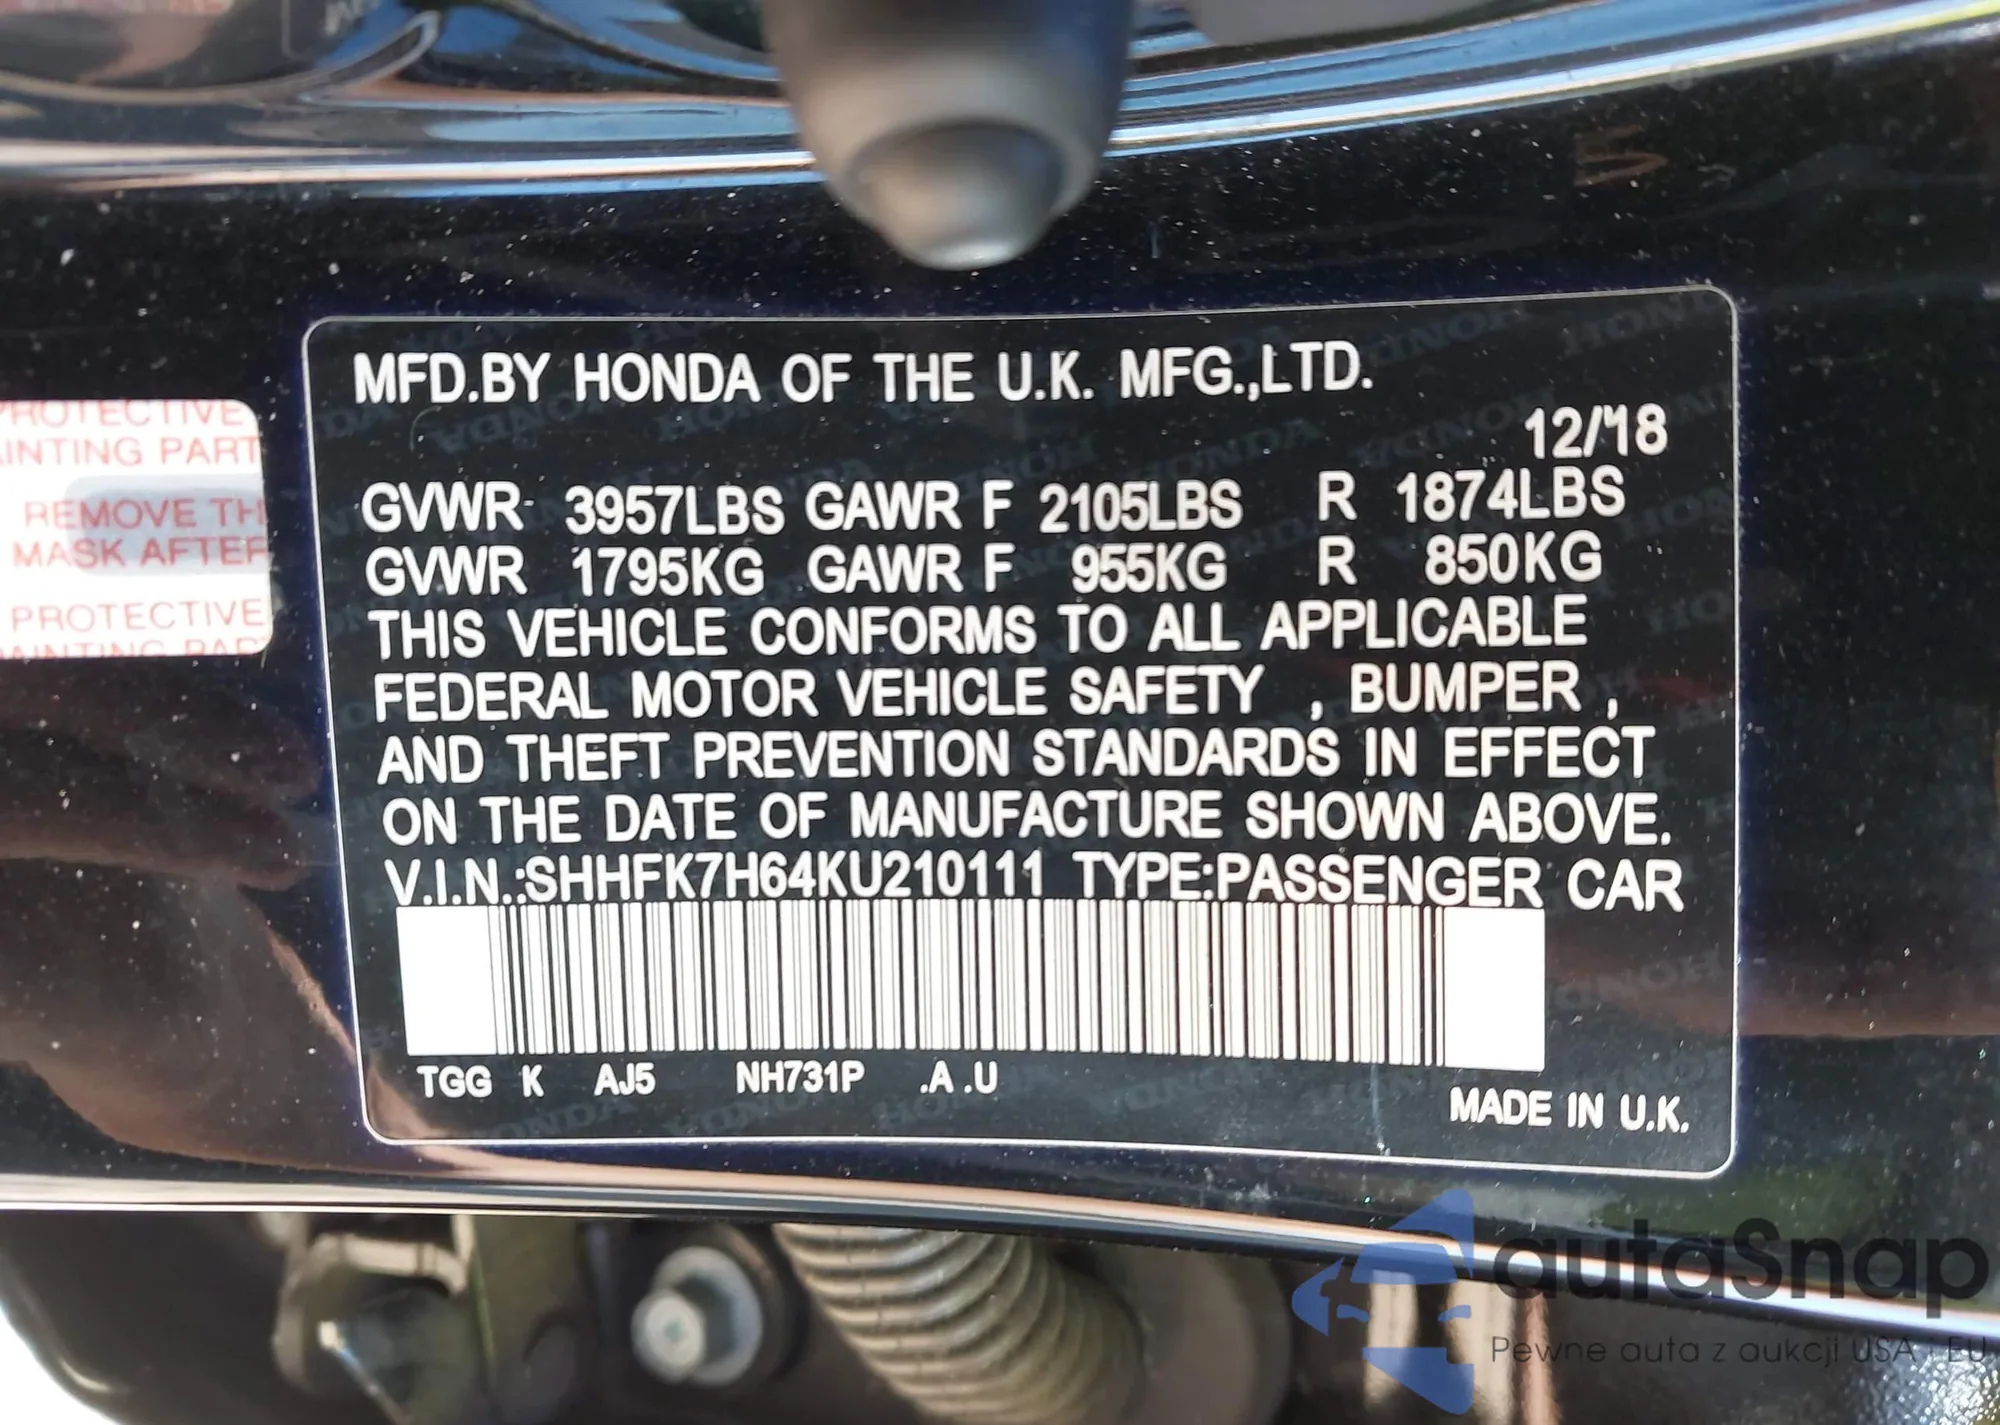 MFD.BY HONDA OF THE U.K. MFG.,LTD.
12/18
GVWR 3957LBS GAWR F 2105LBS R 1874LBS
GVWR 1795KG GAWR F 955KG R 850KG
THIS VEHICLE CONFORMS TO ALL APPLICABLE
FEDERAL MOTOR VEHICLE SAFETY , BUMPER ,
AND THEFT PREVENTION STANDARDS IN EFFECT
ON THE DATE OF MANUFACTURE SHOWN ABOVE.
V.I.N.:SHHFK7H64KU210111 TYPE:PASSENGER CAR
TGG K AJ5 NH731P .A .U
MADE IN U.K.
PROTECTIVE
PART
REMOVE
MASK AFTER
PROTECTIVE
autaSnap
Pewne auta z aukcji USA i EU